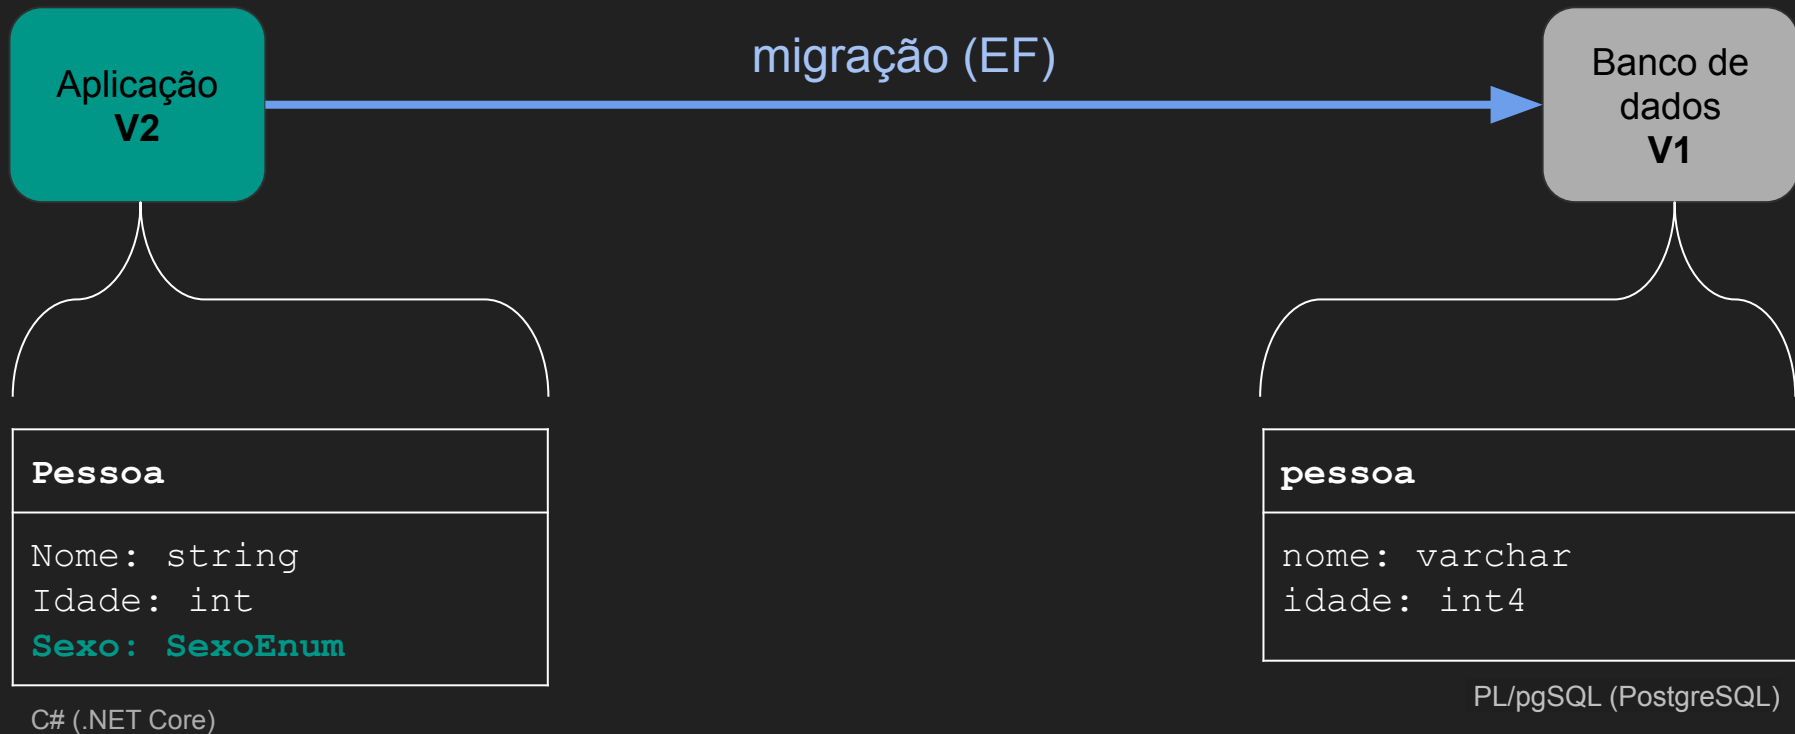 Aplicação
V2
migração (EF)
Banco de
dados
V1
Pessoa
Nome: string
Idade: int
Sexo: SexoEnum
C# (.NET Core)
pessoa
nome: varchar
idade: int4
PL/pgSQL (PostgreSQL)